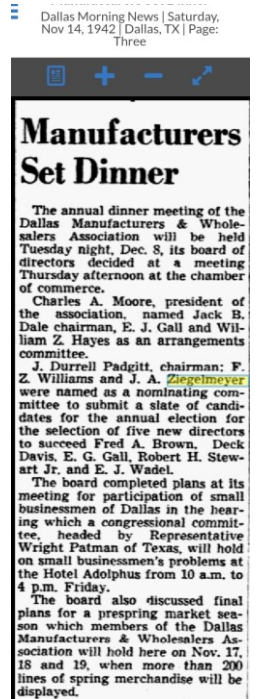 Dallas Morning News | Saturday,
Nov 14, 1942 | Dallas, TX | Page:
Three
Manufacturers
Set Dinner
The annual dinner meeting of the
Dallas Manufacturers & Whole-
salers Association will be held
Tuesday night, Dec. 8, its board of
directors decided at a meeting
Thursday afternoon at the chamber
of commerce.
Charles A. Moore, president of
the association, named Jack B.
Dale chairman, E. J. Gall and Wil-
liam Z. Hayes as an arrangements
committee.
J. Durrell Padgitt, chairman; F.
Z. Williams and J. A. Ziegelmeyer
were named as a nominating com-
mittee to submit a slate of candi-
dates for the annual election for
the selection of five new directors
to succeed Fred A. Brown, Deck
Davis, E. G. Gall, Robert H. Stew-
art Jr. and E. J. Wadel.
The board completed plans at its
meeting for participation of small
businessmen of Dallas in the hear-
ing which a congressional commit-
tee, headed by Representative
Wright Patman of Texas, will hold
on small businessmen's problems at
the Hotel Adolphus from 10 a.m. to
4 p.m. Friday.
The board also discussed final
plans for a prespring market sea-
son which members of the Dallas
Manufacturers & Wholesalers As-
sociation will hold here on Nov. 17,
18 and 19, when more than 200
lines of spring merchandise will be
displayed.